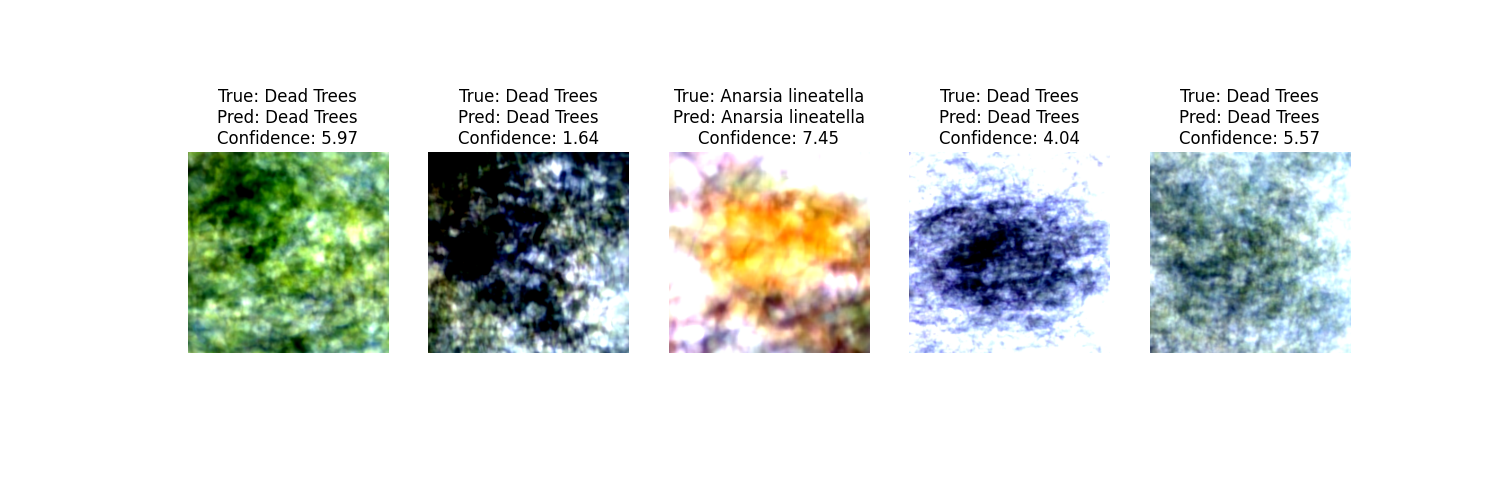 True: Dead Trees
Pred: Dead Trees
Confidence: 5.97
True: Dead Trees
Pred: Dead Trees
Confidence: 1.64
True: Anarsia lineatella
Pred: Anarsia lineatella
Confidence: 7.45
True: Dead Trees
Pred: Dead Trees
Confidence: 4.04
True: Dead Trees
Pred: Dead Trees
Confidence: 5.57